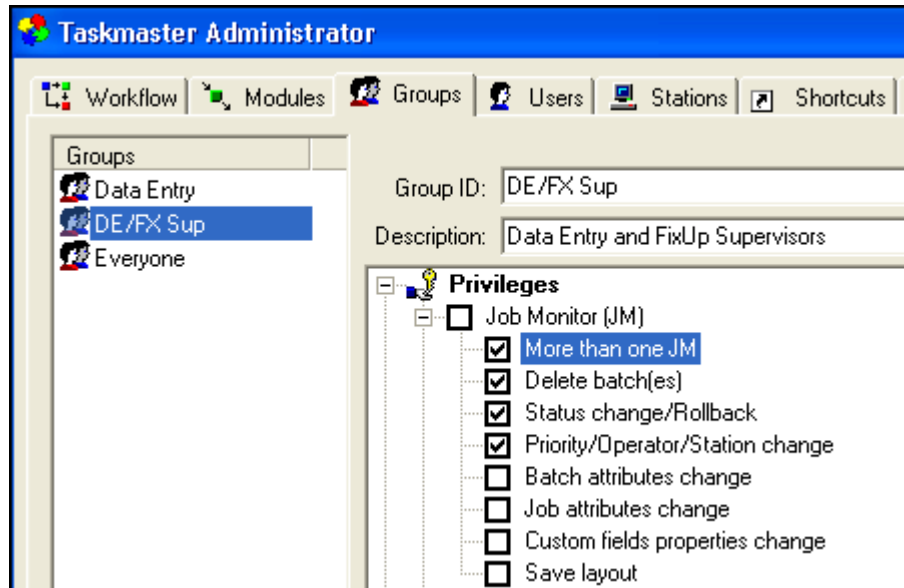 Taskmaster Administrator
Workflow Modules Groups Users Stations Shortcuts
Groups
Data Entry
DE/FX Sup
Everyone
Group ID: DE/FX Sup
Description: Data Entry and FixUp Supervisors
Privileges
Job Monitor (JM)
More than one JM
Delete batch(es)
Status change/Rollback
Priority/Operator/Station change
Batch attributes change
Job attributes change
Custom fields properties change
Save layout